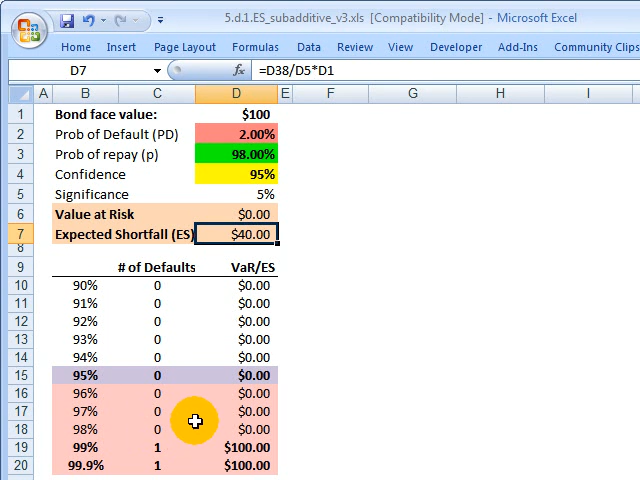 5.d.1.ES_subadditive_v3.xls [Compatibility Mode] - Microsoft Excel
Home Insert Page Layout Formulas Data Review View Developer Add-Ins Community Clips
D7 fx =D38/D5*D1
A B C D E F G H I
1 Bond face value: $100
2 Prob of Default (PD) 2.00%
3 Prob of repay (p) 98.00%
4 Confidence 95%
5 Significance 5%
6 Value at Risk $0.00
7 Expected Shortfall (ES) $40.00
8
9 # of Defaults VaR/ES
10 90% 0 $0.00
11 91% 0 $0.00
12 92% 0 $0.00
13 93% 0 $0.00
14 94% 0 $0.00
15 95% 0 $0.00
16 96% 0 $0.00
17 97% 0 $0.00
18 98% 0 $0.00
19 99% 1 $100.00
20 99.9% 1 $100.00